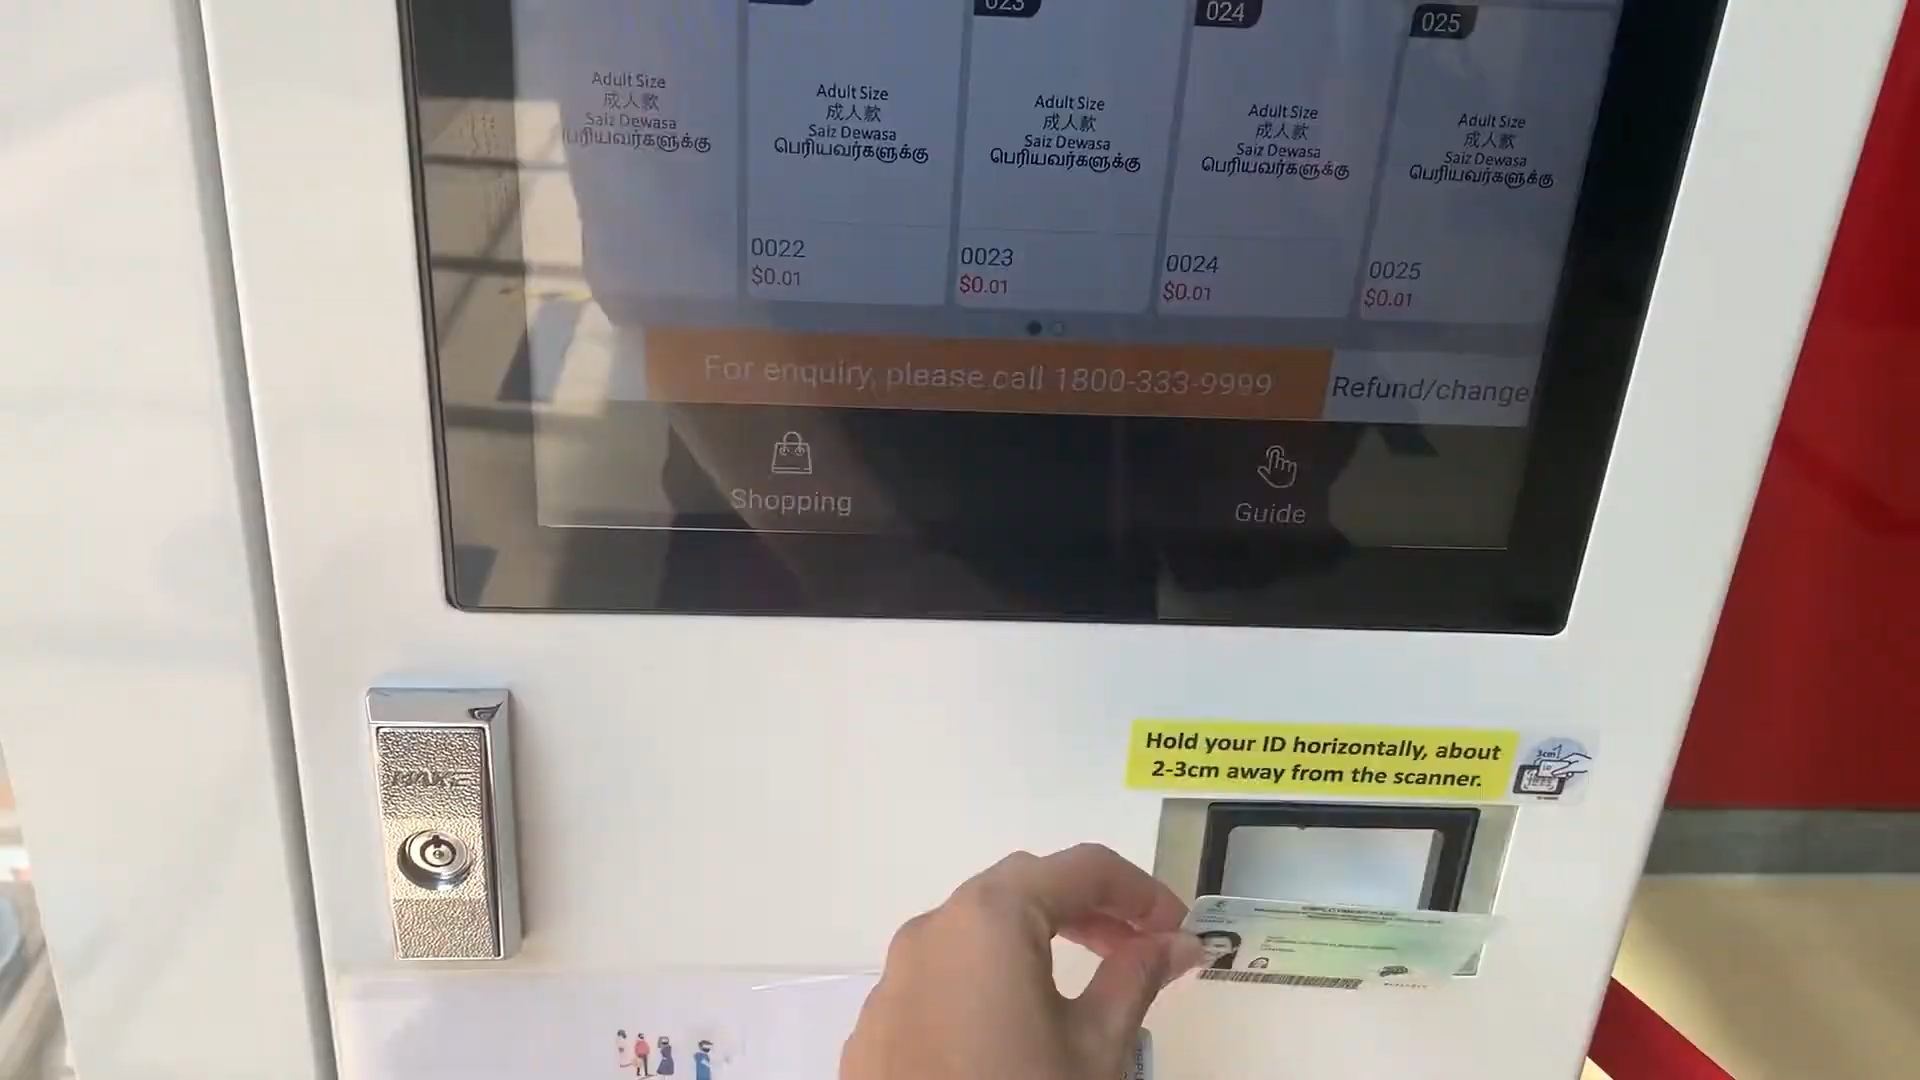 023
024
025
Adult Size
成人款
Saiz Dewasa
பெரியவர்களுக்கு
Adult Size
成人款
Saiz Dewasa
பெரியவர்களுக்கு
Adult Size
成人款
Saiz Dewasa
பெரியவர்களுக்கு
Adult Size
成人款
Saiz Dewasa
பெரியவர்களுக்கு
Adult Size
成人款
Saiz Dewasa
பெரியவர்களுக்கு
0022
$0.01
0023
$0.01
0024
$0.01
0025
$0.01
For enquiry, please call 1800-333-9999
Refund/change
Shopping
Guide
Hold your ID horizontally, about
2-3cm away from the scanner.
3cm
EMPLOYMENT PASS